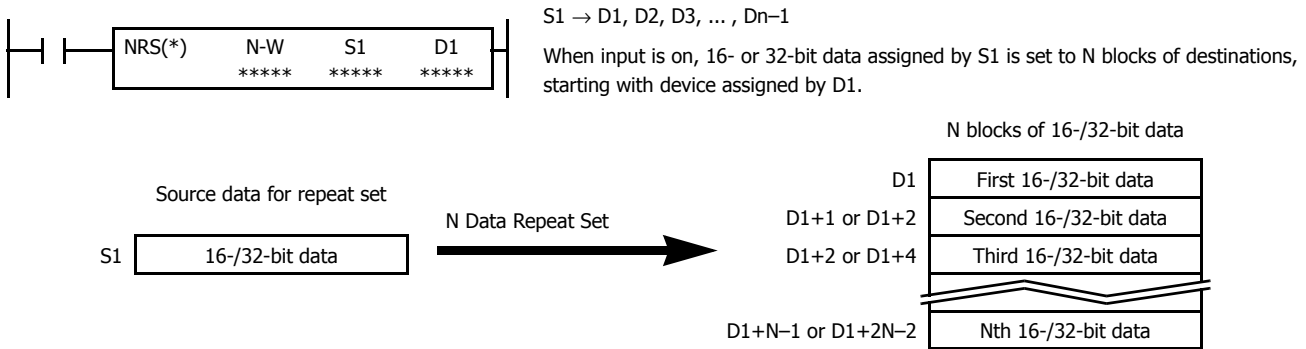 S1 → D1, D2, D3, ... , Dn–1
NRS(*) N-W S1 D1
***** ***** *****
When input is on, 16- or 32-bit data assigned by S1 is set to N blocks of destinations,
starting with device assigned by D1.
N blocks of 16-/32-bit data
Source data for repeat set
S1 16-/32-bit data
N Data Repeat Set
D1 First 16-/32-bit data
D1+1 or D1+2 Second 16-/32-bit data
D1+2 or D1+4 Third 16-/32-bit data
D1+N–1 or D1+2N–2 Nth 16-/32-bit data